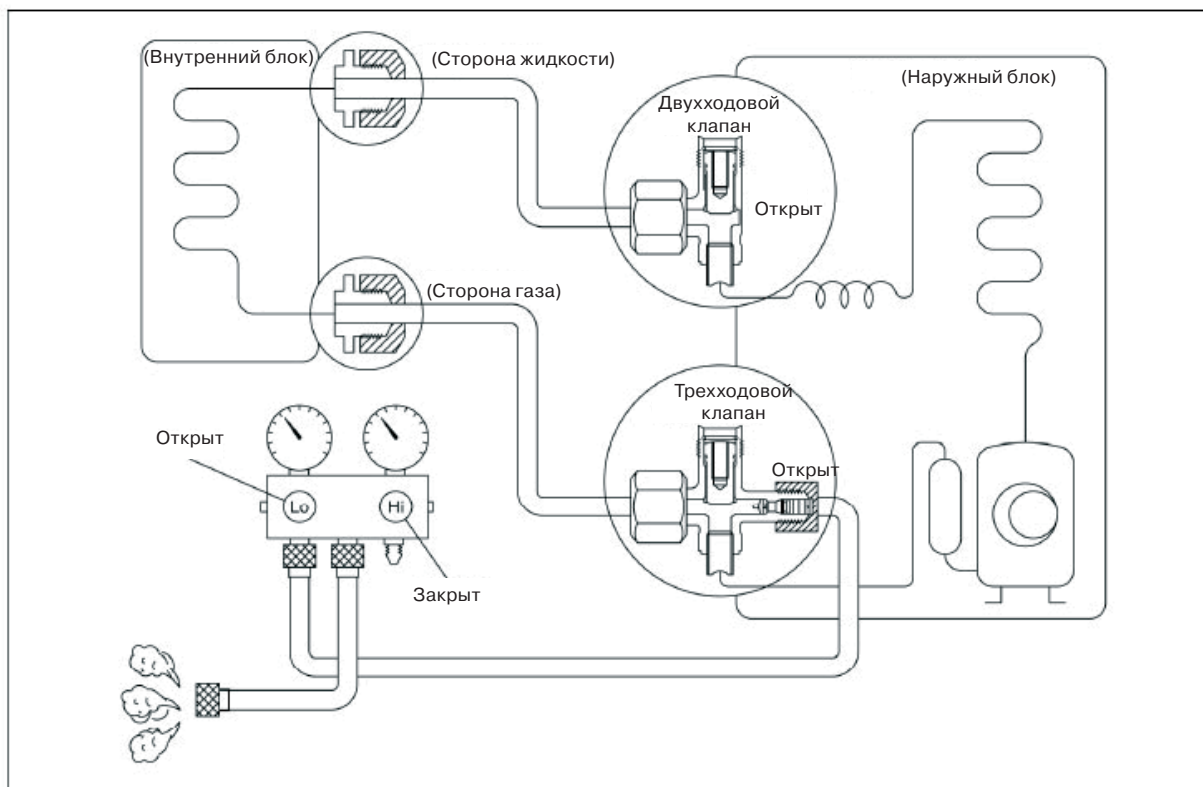 (Внутренний блок)
(Сторона жидкости)
(Наружный блок)
Двухходовой
клапан
Открыт
(Сторона газа)
Трехходовой
клапан
Открыт
Открыт
Lo
Hi
Закрыт